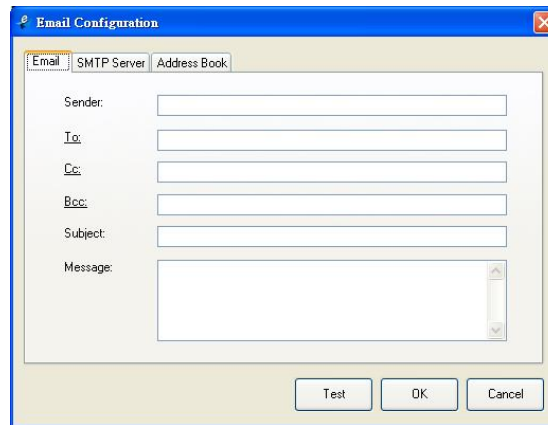 Email Configuration
Email SMTP Server Address Book
Sender:
To:
Cc:
Bcc:
Subject:
Message:
Test OK Cancel